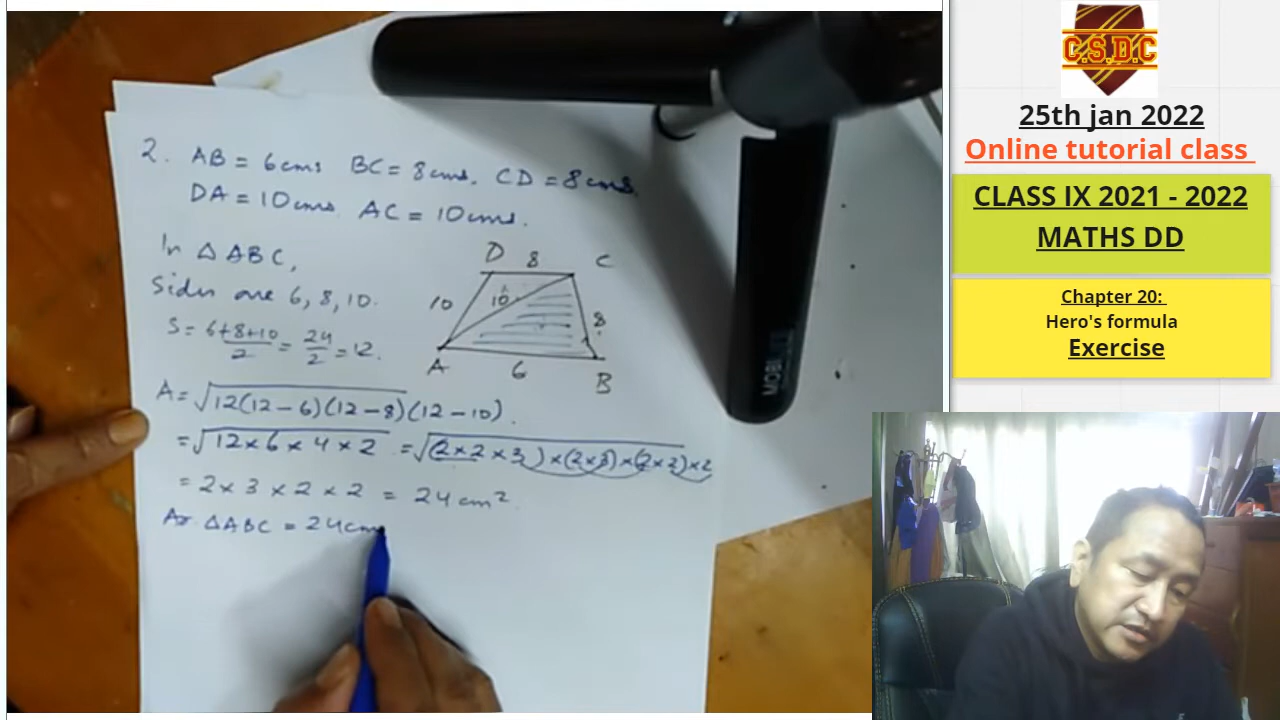 2. AB = 6cms BC = 8cms. CD = 8cms.
DA = 10cms. AC = 10cms.
In △ ABC,
Sides are 6, 8, 10.
S = 6+8+10/2 = 24/2 = 12.
D 8 C
10 10 8
A 6 B
A = √12(12-6)(12-8)(12-10).
= √12×6×4×2 = √(2×2×3)×(2×3)×(2×2)×2
= 2×3×2×2 = 24cm²
Ar △ABC = 24cm
MOBI
C.S.D.C
25th jan 2022
Online tutorial class
CLASS IX 2021 - 2022
MATHS DD
Chapter 20:
Hero's formula
Exercise